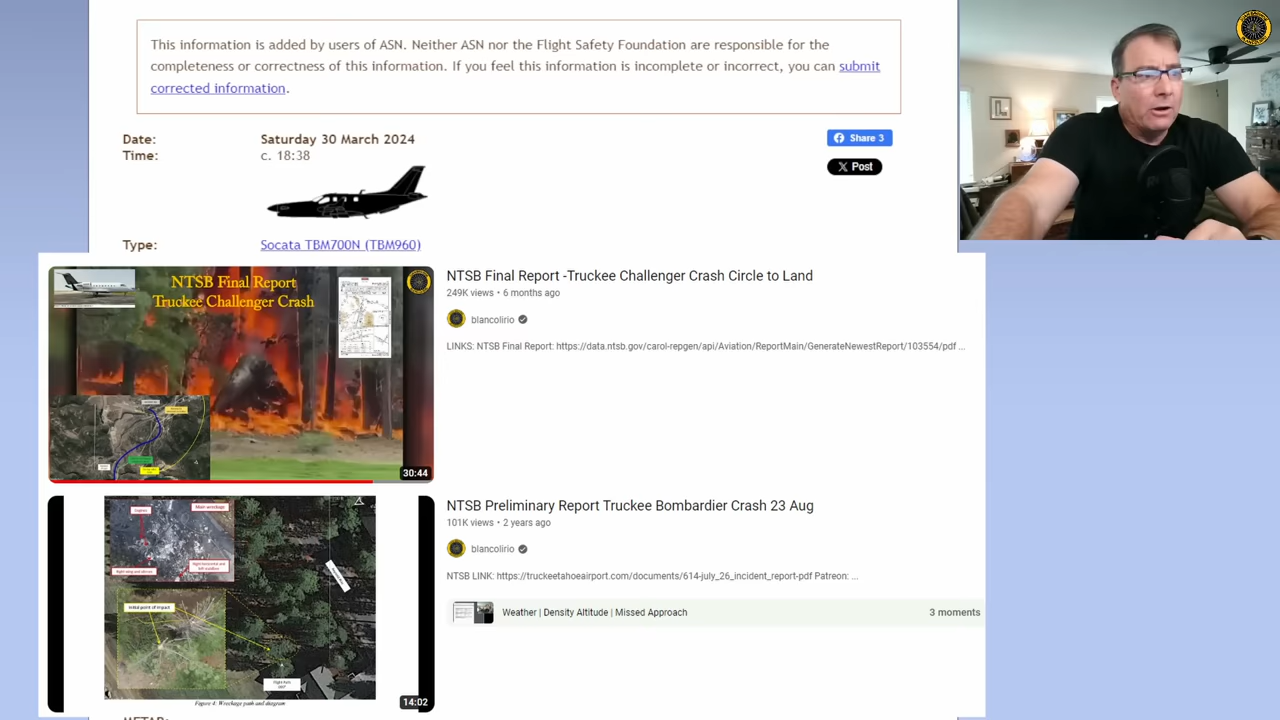 This information is added by users of ASN. Neither ASN nor the Flight Safety Foundation are responsible for the
completeness or correctness of this information. If you feel this information is incomplete or incorrect, you can submit
corrected information.
Date: Saturday 30 March 2024
Time: c. 18:38
Share 3
X Post
Type: Socata TBM700N (TBM960)
NTSB Final Report
Truckee Challenger Crash
30:44
NTSB Final Report -Truckee Challenger Crash Circle to Land
249K views • 6 months ago
blancolirio
LINKS: NTSB Final Report: https://data.ntsb.gov/carol-repgen/api/Aviation/ReportMain/GenerateNewestReport/103554/pdf ...
Main wreckage
Initial point of impact
Figure 4: Wreckage path and diagram
14:02
NTSB Preliminary Report Truckee Bombardier Crash 23 Aug
101K views • 2 years ago
blancolirio
NTSB LINK: https://truckeetahoeairport.com/documents/614-july_26_incident_report-pdf Patreon: ...
Weather | Density Altitude | Missed Approach
3 moments
METAR: